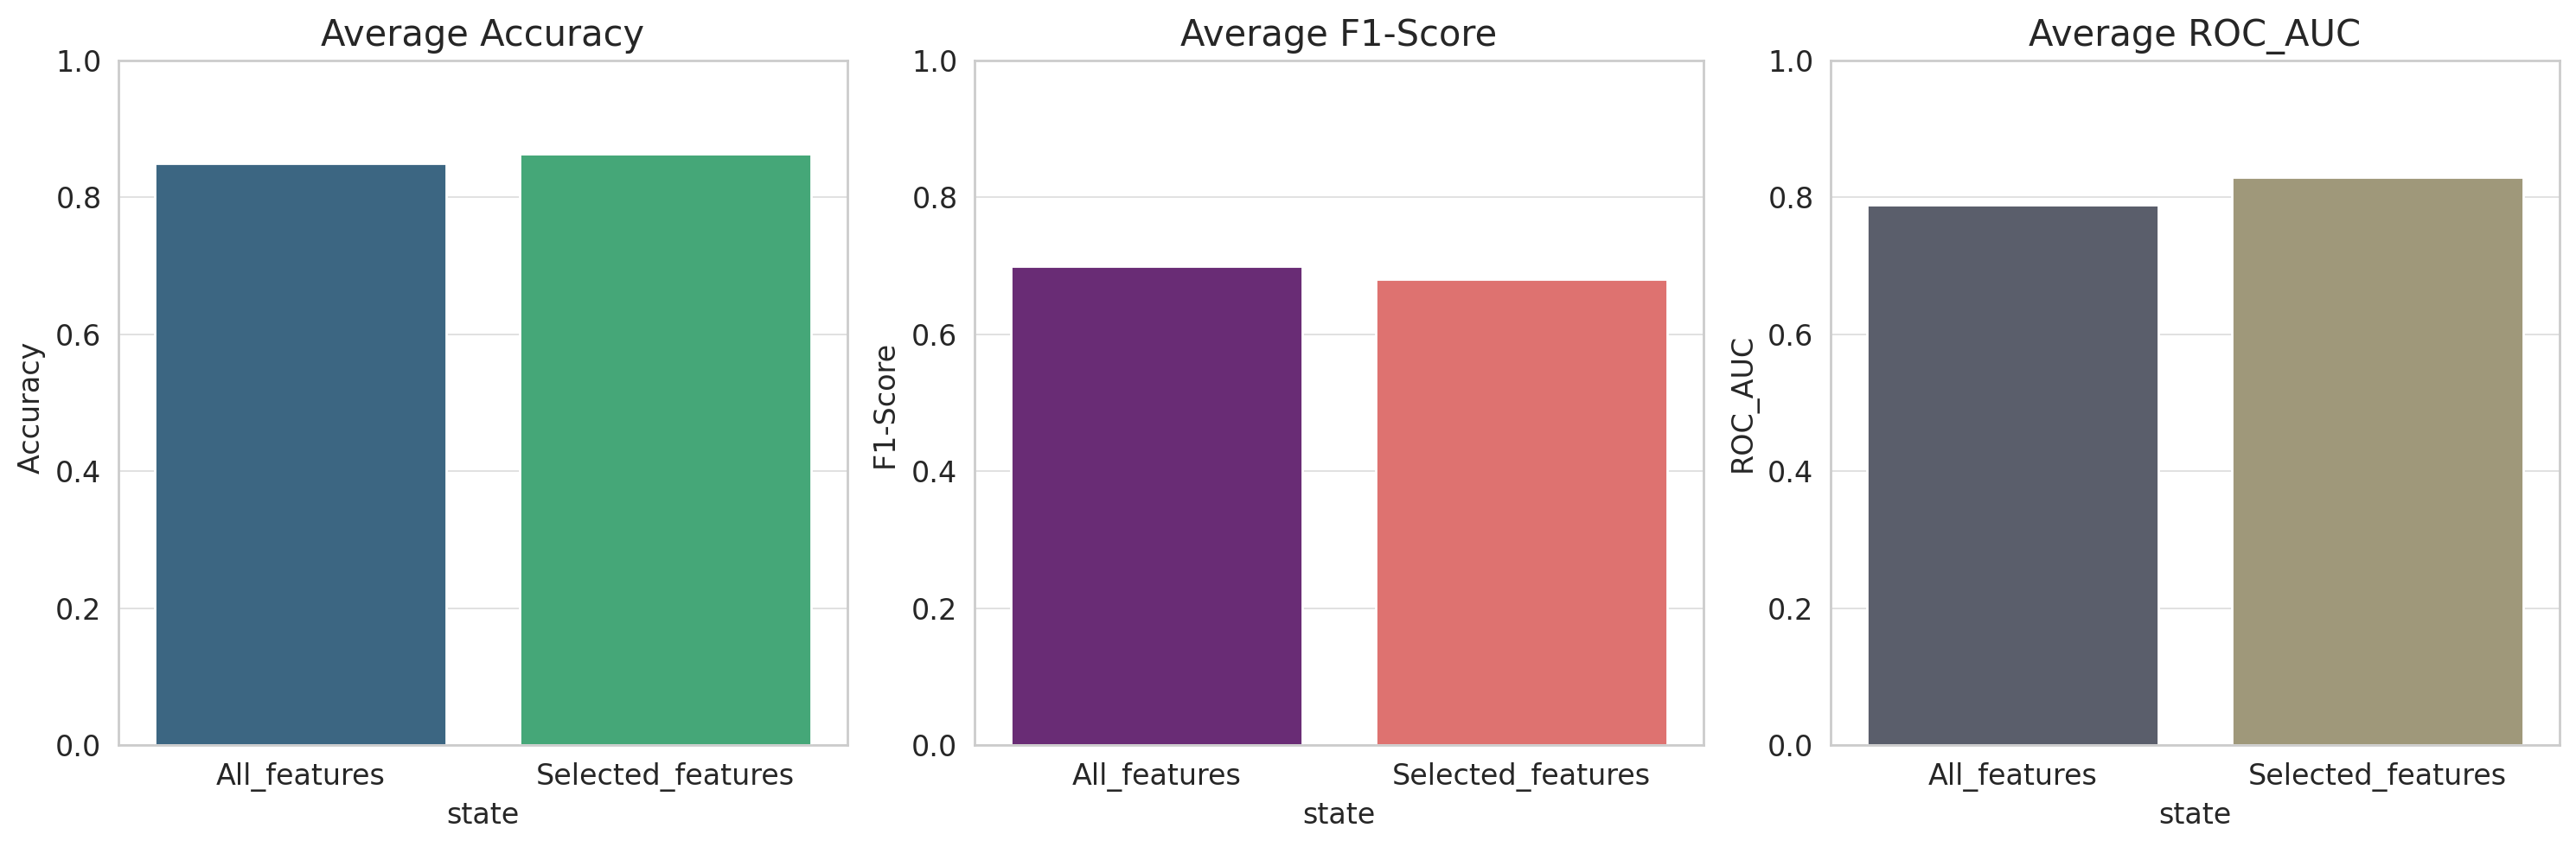 Average Accuracy
1.0
0.8
0.6
0.4
0.2
0.0
Accuracy
All_features
Selected_features
state
Average F1-Score
1.0
0.8
0.6
0.4
0.2
0.0
F1-Score
All_features
Selected_features
state
Average ROC_AUC
1.0
0.8
0.6
0.4
0.2
0.0
ROC_AUC
All_features
Selected_features
state